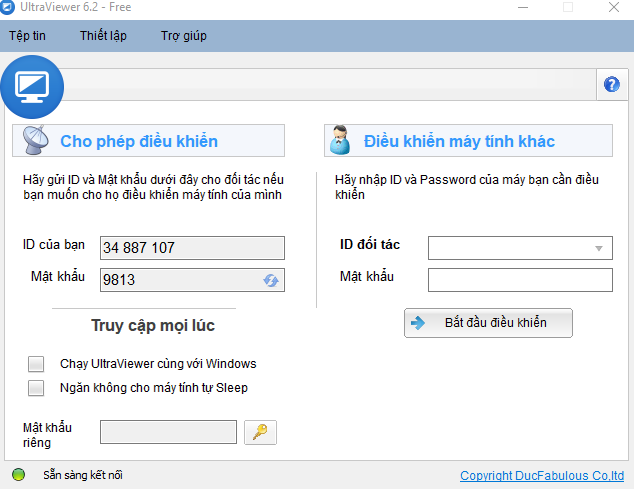 UltraViewer 6.2 - Free
Tệp tin Thiết lập Trợ giúp
Cho phép điều khiển
Hãy gửi ID và Mật khẩu dưới đây cho đối tác nếu
bạn muốn cho họ điều khiển máy tính của mình
ID của bạn 34 887 107
Mật khẩu 9813
Truy cập mọi lúc
Chạy UltraViewer cùng với Windows
Ngăn không cho máy tính tự Sleep
Mật khẩu
riêng
Điều khiển máy tính khác
Hãy nhập ID và Password của máy bạn cần điều
khiển
ID đối tác
Mật khẩu
Bắt đầu điều khiển
Sẵn sàng kết nối
Copyright DucFabulous Co,ltd